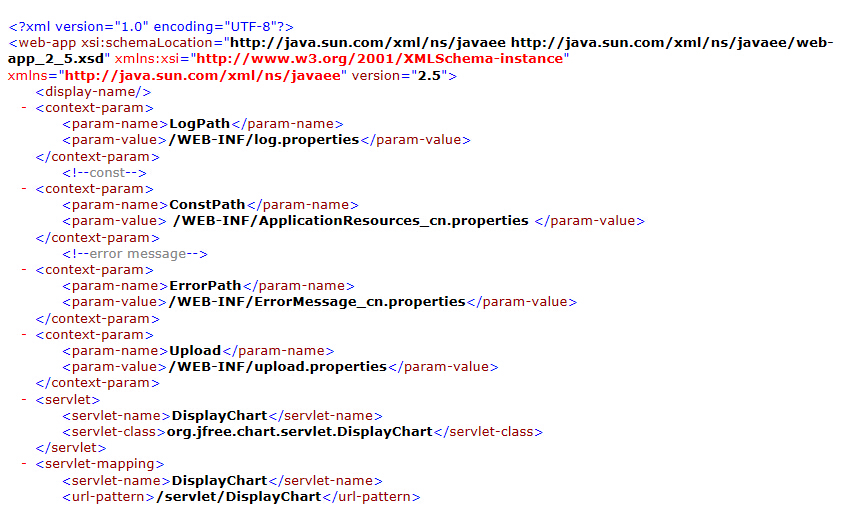 <?xml version="1.0" encoding="UTF-8"?>
<web-app xsi:schemaLocation="http://java.sun.com/xml/ns/javaee http://java.sun.com/xml/ns/javaee/web-
app_2_5.xsd" xmlns:xsi="http://www.w3.org/2001/XMLSchema-instance"
xmlns="http://java.sun.com/xml/ns/javaee" version="2.5">
<display-name/>
- <context-param>
<param-name>LogPath</param-name>
<param-value>/WEB-INF/log.properties</param-value>
</context-param>
<!--const-->
- <context-param>
<param-name>ConstPath</param-name>
<param-value> /WEB-INF/ApplicationResources_cn.properties </param-value>
</context-param>
<!--error message-->
- <context-param>
<param-name>ErrorPath</param-name>
<param-value>/WEB-INF/ErrorMessage_cn.properties</param-value>
</context-param>
- <context-param>
<param-name>Upload</param-name>
<param-value>/WEB-INF/upload.properties</param-value>
</context-param>
- <servlet>
<servlet-name>DisplayChart</servlet-name>
<servlet-class>org.jfree.chart.servlet.DisplayChart</servlet-class>
</servlet>
- <servlet-mapping>
<servlet-name>DisplayChart</servlet-name>
<url-pattern>/servlet/DisplayChart</url-pattern>